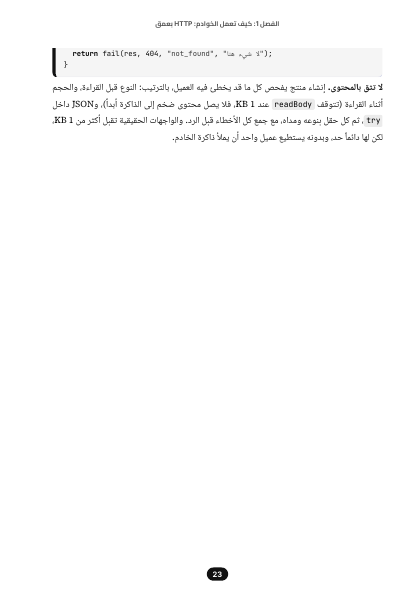 الفصل 1: كيف تعمل الخوادم: HTTP بعمق
return fail(res, 404, "not_found", "لا شيء هنا");
}
لا تثق بالمحتوى. إنشاء منتج يفحص كل ما قد يخطئ فيه العميل، بالترتيب: النوع قبل القراءة، والحجم
أثناء القراءة (تتوقف readBody عند 1 KB، فلا يصل محتوى ضخم إلى الذاكرة أبداً)، وJSON داخل
try، ثم كل حقل بنوعه ومداه، مع جمع كل الأخطاء قبل الرد. والواجهات الحقيقية تقبل أكثر من 1 KB،
لكن لها دائماً حد، وبدونه يستطيع عميل واحد أن يملأ ذاكرة الخادم.
23